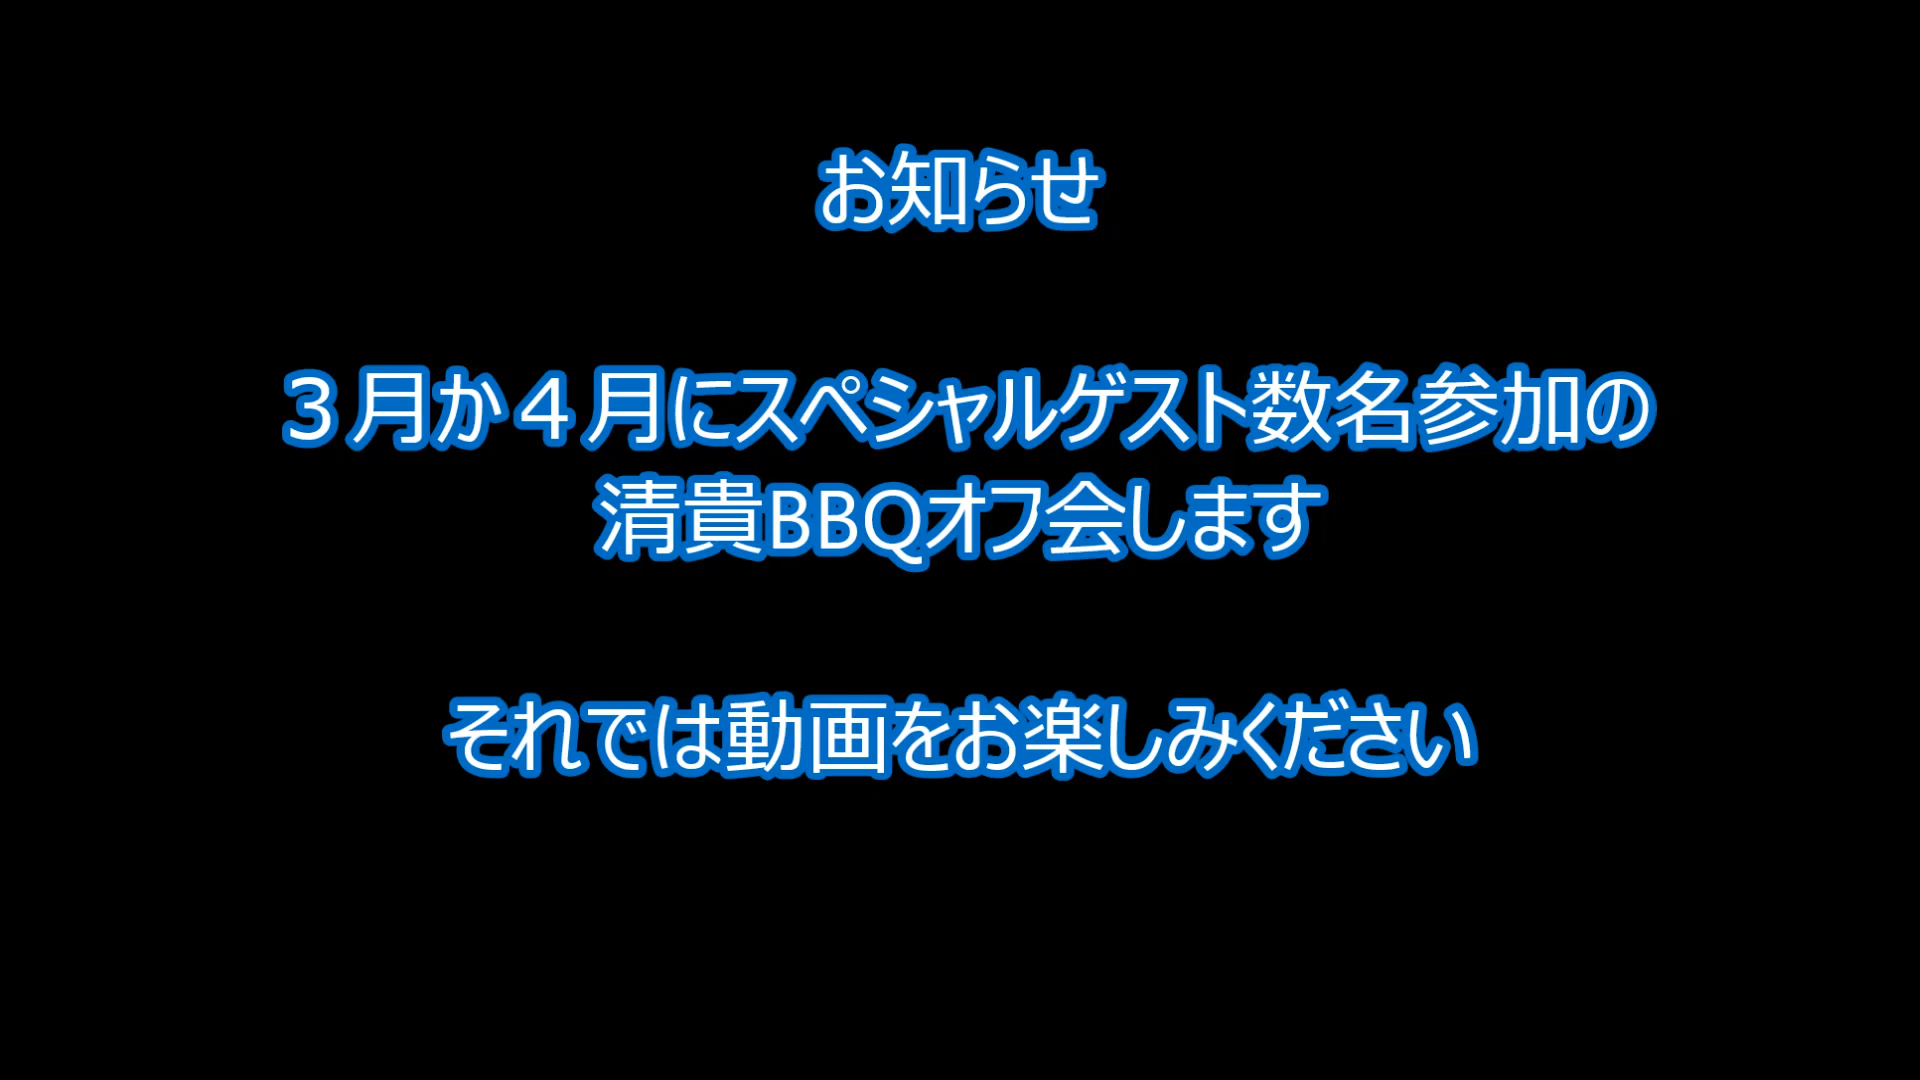 お知らせ
３月か４月にスペシャルゲスト数名参加の
清貴BBQオフ会します
それでは動画をお楽しみください